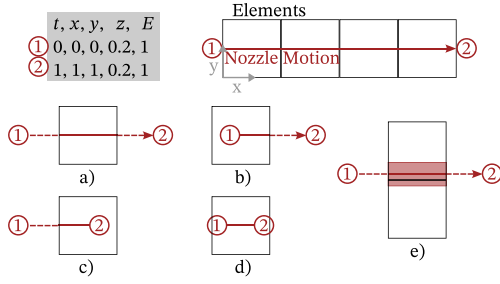 t, x, y, z, E
① 0, 0, 0, 0.2, 1
② 1, 1, 1, 0.2, 1
Elements
① ②
Nozzle Motion
y
x
① ②
a)
① ②
b)
① ②
c)
① ②
d)
① ②
e)